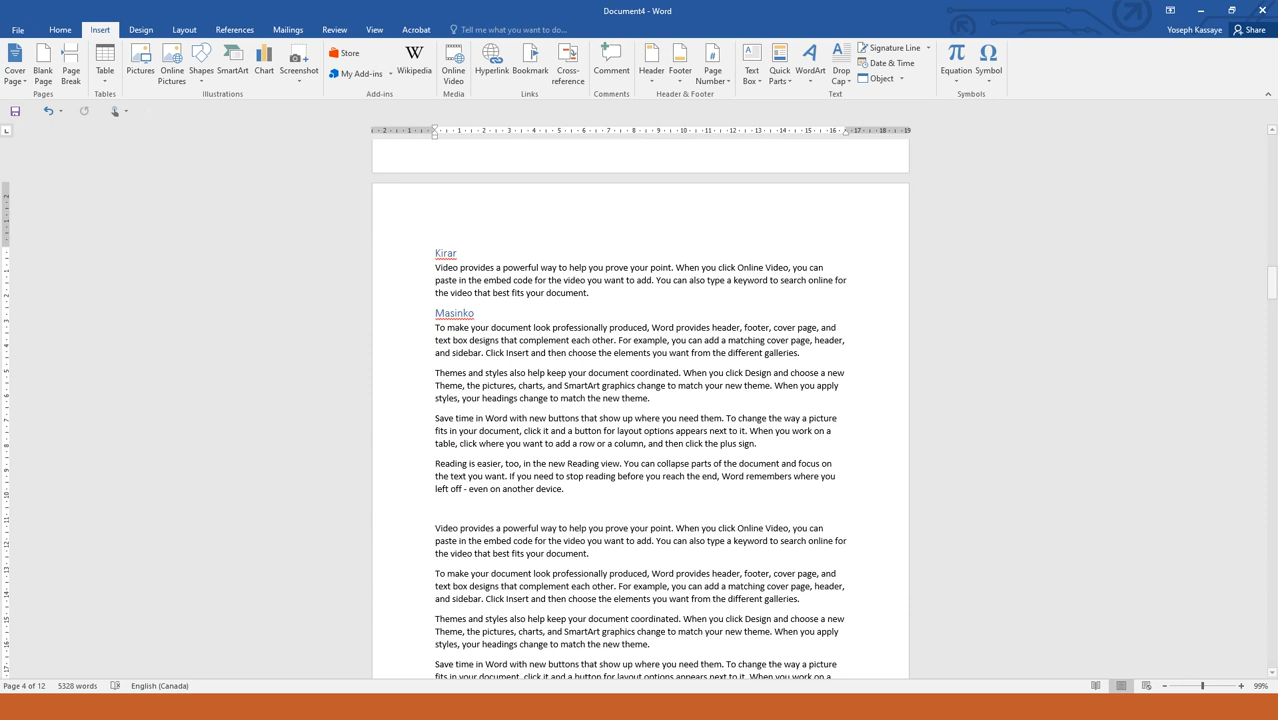 Document4 - Word
File Home Insert Design Layout References Mailings Review View Acrobat Tell me what you want to do... Yoseph Kassaye Share
Cover Page
Blank Page
Page Break
Pages
Table
Tables
Pictures
Online Pictures
Shapes
SmartArt
Chart
Screenshot
Illustrations
Store
My Add-ins
Wikipedia
Add-ins
Online Video
Media
Hyperlink
Bookmark
Cross-reference
Links
Comment
Comments
Header
Footer
Page Number
Header & Footer
Text Box
Quick Parts
WordArt
Drop Cap
Signature Line
Date & Time
Object
Text
Equation
Symbol
Symbols
2 1 1 2 3 4 5 6 7 8 9 10 11 12 13 14 15 16 17 18 19
Kirar
Video provides a powerful way to help you prove your point. When you click Online Video, you can
paste in the embed code for the video you want to add. You can also type a keyword to search online for
the video that best fits your document.
Masinko
To make your document look professionally produced, Word provides header, footer, cover page, and
text box designs that complement each other. For example, you can add a matching cover page, header,
and sidebar. Click Insert and then choose the elements you want from the different galleries.
Themes and styles also help keep your document coordinated. When you click Design and choose a new
Theme, the pictures, charts, and SmartArt graphics change to match your new theme. When you apply
styles, your headings change to match the new theme.
Save time in Word with new buttons that show up where you need them. To change the way a picture
fits in your document, click it and a button for layout options appears next to it. When you work on a
table, click where you want to add a row or a column, and then click the plus sign.
Reading is easier, too, in the new Reading view. You can collapse parts of the document and focus on
the text you want. If you need to stop reading before you reach the end, Word remembers where you
left off - even on another device.
Video provides a powerful way to help you prove your point. When you click Online Video, you can
paste in the embed code for the video you want to add. You can also type a keyword to search online for
the video that best fits your document.
To make your document look professionally produced, Word provides header, footer, cover page, and
text box designs that complement each other. For example, you can add a matching cover page, header,
and sidebar. Click Insert and then choose the elements you want from the different galleries.
Themes and styles also help keep your document coordinated. When you click Design and choose a new
Theme, the pictures, charts, and SmartArt graphics change to match your new theme. When you apply
styles, your headings change to match the new theme.
Save time in Word with new buttons that show up where you need them. To change the way a picture
fits in your document, click it and a button for layout options appears next to it. When you work on a
Page 4 of 12 5328 words English (Canada) 99%